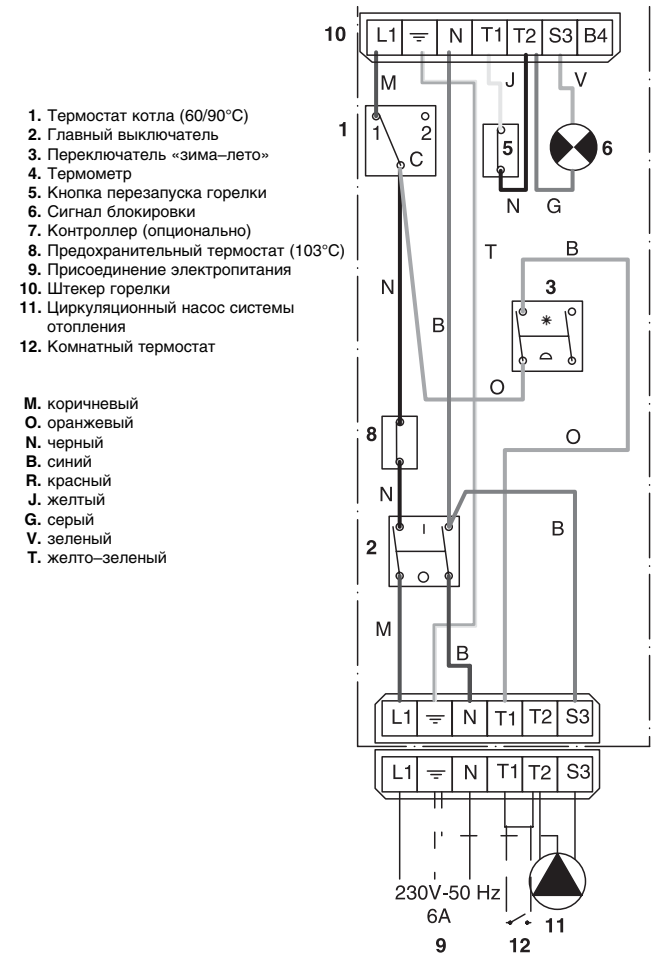 10 L1 N T1 T2 S3 B4
M J V
1. Термостат котла (60/90°C)
2. Главный выключатель
3. Переключатель «зима–лето»
4. Термометр
5. Кнопка перезапуска горелки
6. Сигнал блокировки
7. Контроллер (опционально)
8. Предохранительный термостат (103°C)
9. Присоединение электропитания
10. Штекер горелки
11. Циркуляционный насос системы
отопления
12. Комнатный термостат
M. коричневый
O. оранжевый
N. черный
B. синий
R. красный
J. желтый
G. серый
V. зеленый
T. желто–зеленый
1 1 2 5 6
C
N G
T B
N 3
B
O
8 O
N
2 I B
O
M B
L1 N T1 T2 S3
L1 N T1 T2 S3
230V-50 Hz
6A 11
9 12